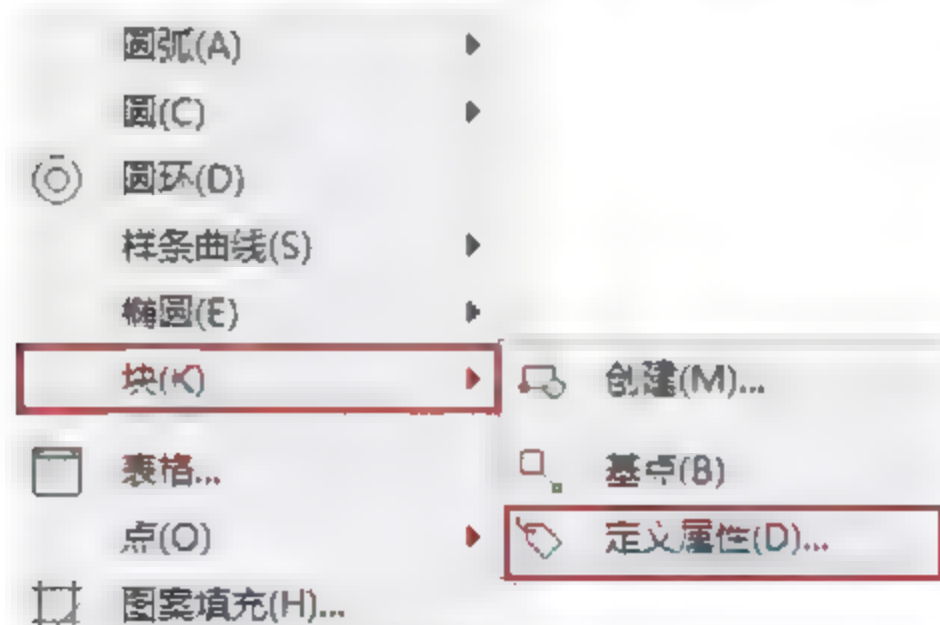 圆弧(A)
圆(C)
圆环(D)
样条曲线(S)
椭圆(E)
块(K)
创建(M)...
表格...
基点(B)
点(O)
定义属性(D)...
图案填充(H)...